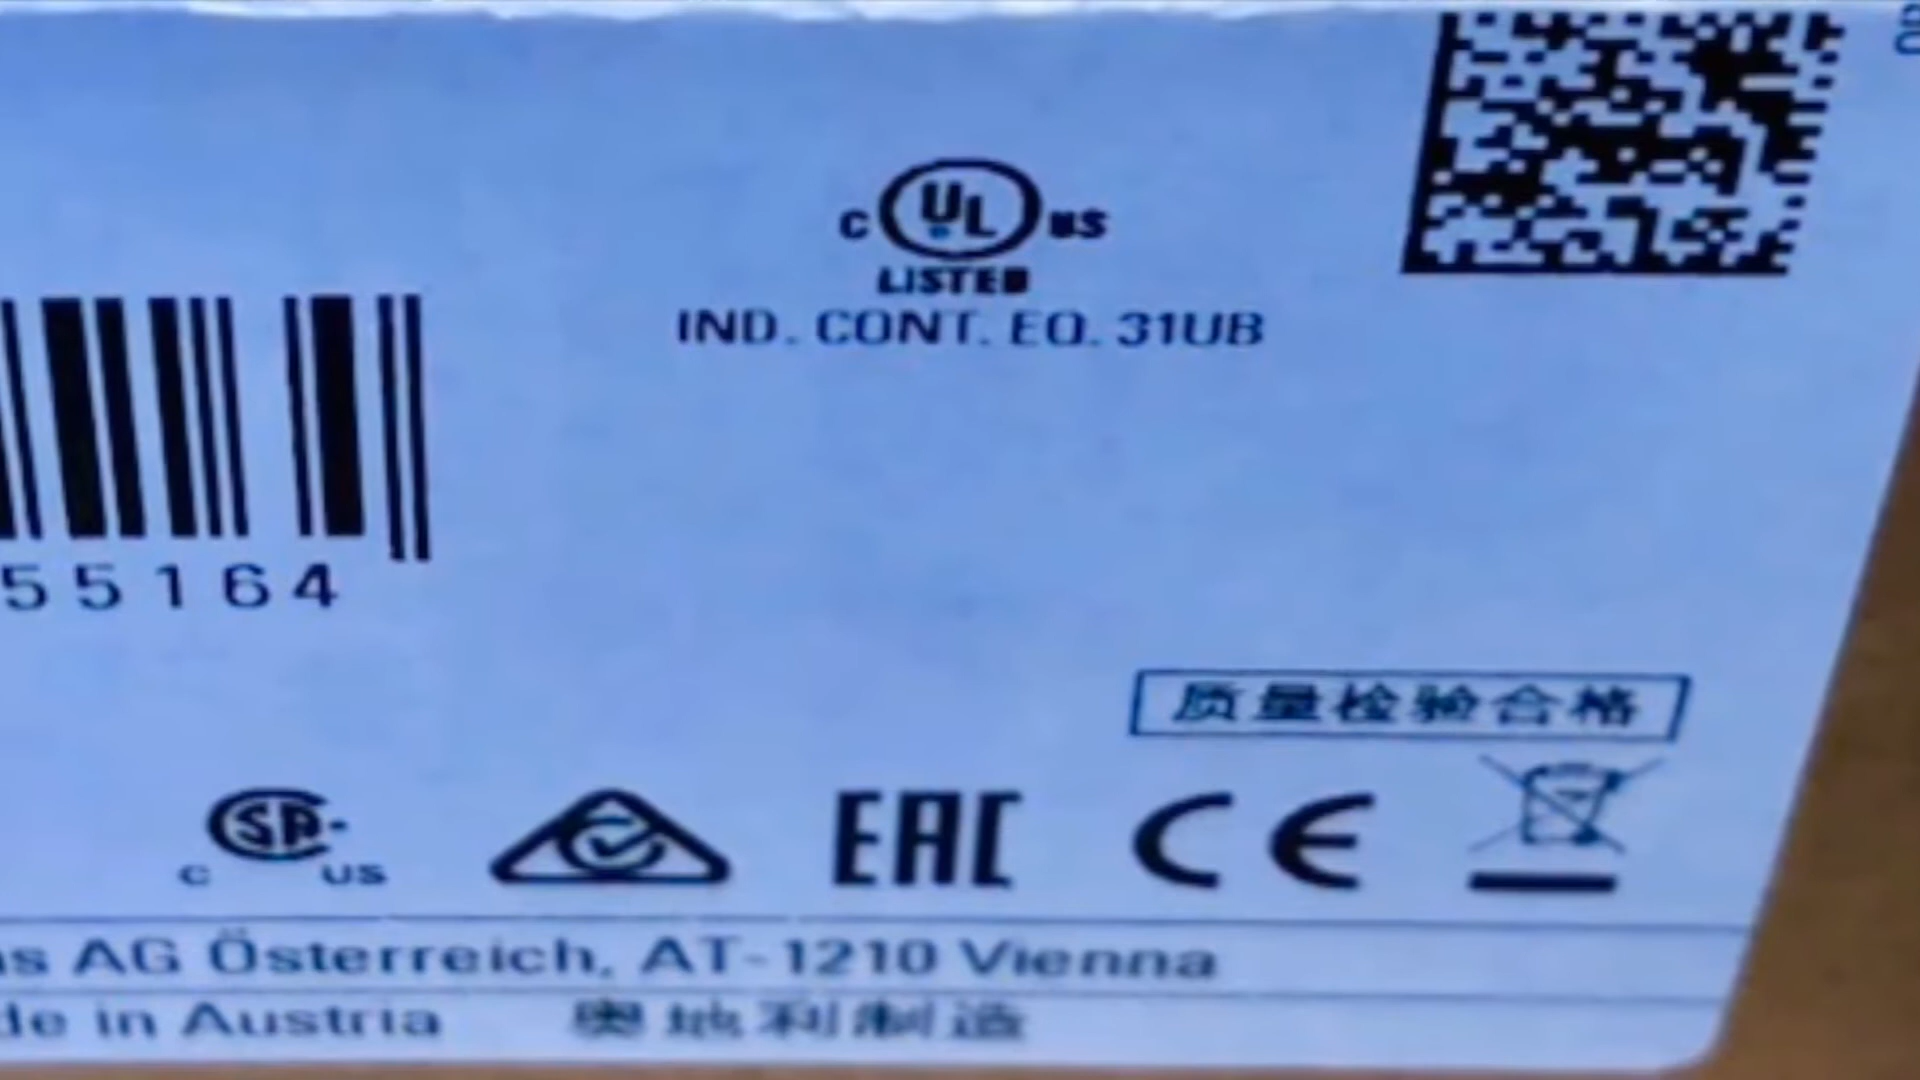 C UL US
LISTED
IND. CONT. EQ. 31UB
55164
质量检验合格
C US
EAC
CE
AG Österreich, AT-1210 Vienna
in Austria 奥地利制造